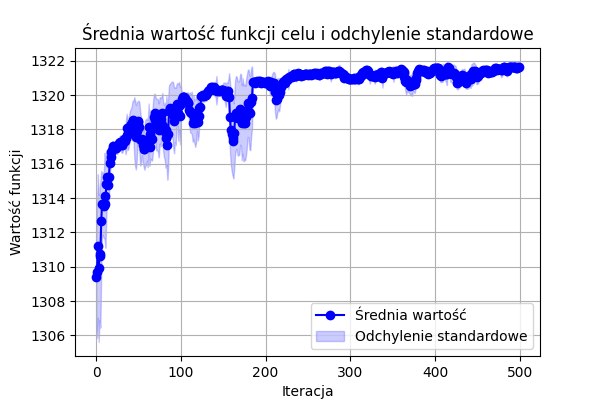 Średnia wartość funkcji celu i odchylenie standardowe
1322
1320
1318
1316
1314
1312
1310
1308
1306
Wartość funkcji
Średnia wartość
Odchylenie standardowe
0 100 200 300 400 500
Iteracja